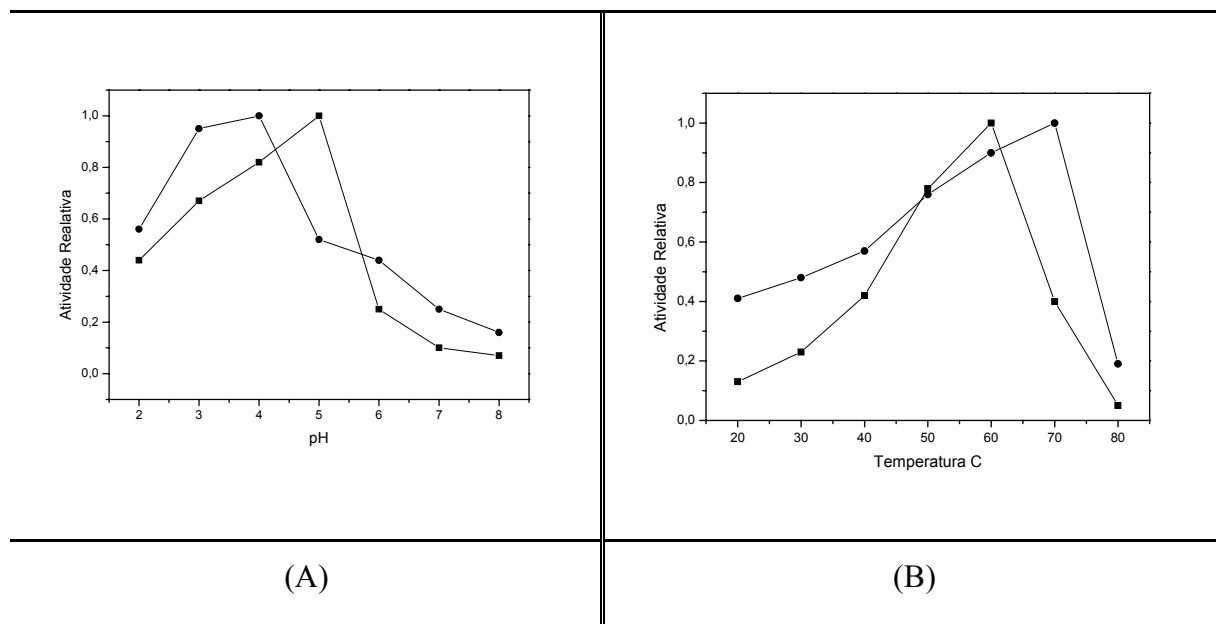 1,0
0,8
0,6
0,4
0,2
0,0
Atividade Realativa
2 3 4 5 6 7 8
pH
1,0
0,8
0,6
0,4
0,2
0,0
Atividade Relativa
20 30 40 50 60 70 80
Temperatura C
(A)
(B)